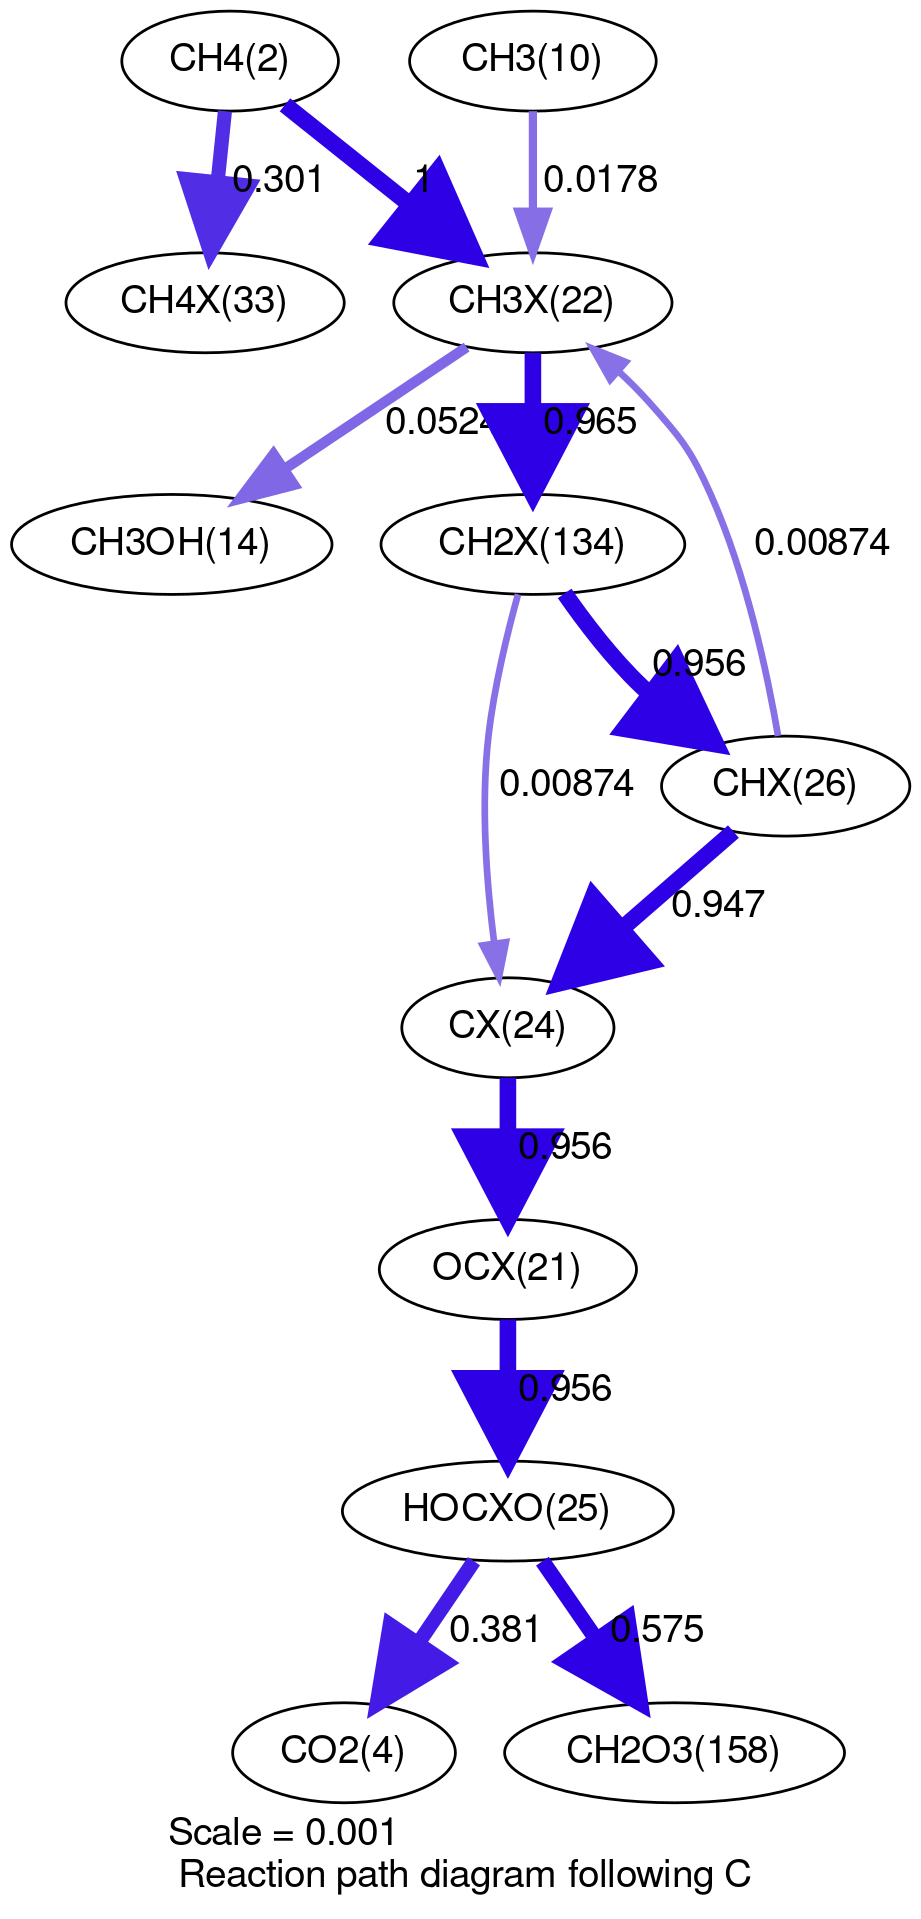 CH4(2)
CH3(10)
0.301
1
0.0178
CH4X(33)
CH3X(22)
0.0524
0.965
CH3OH(14)
CH2X(134)
0.00874
0.956
0.00874
CHX(26)
0.947
CX(24)
0.956
OCX(21)
0.956
HOCXO(25)
0.381
0.575
CO2(4)
CH2O3(158)
Scale = 0.001
Reaction path diagram following C